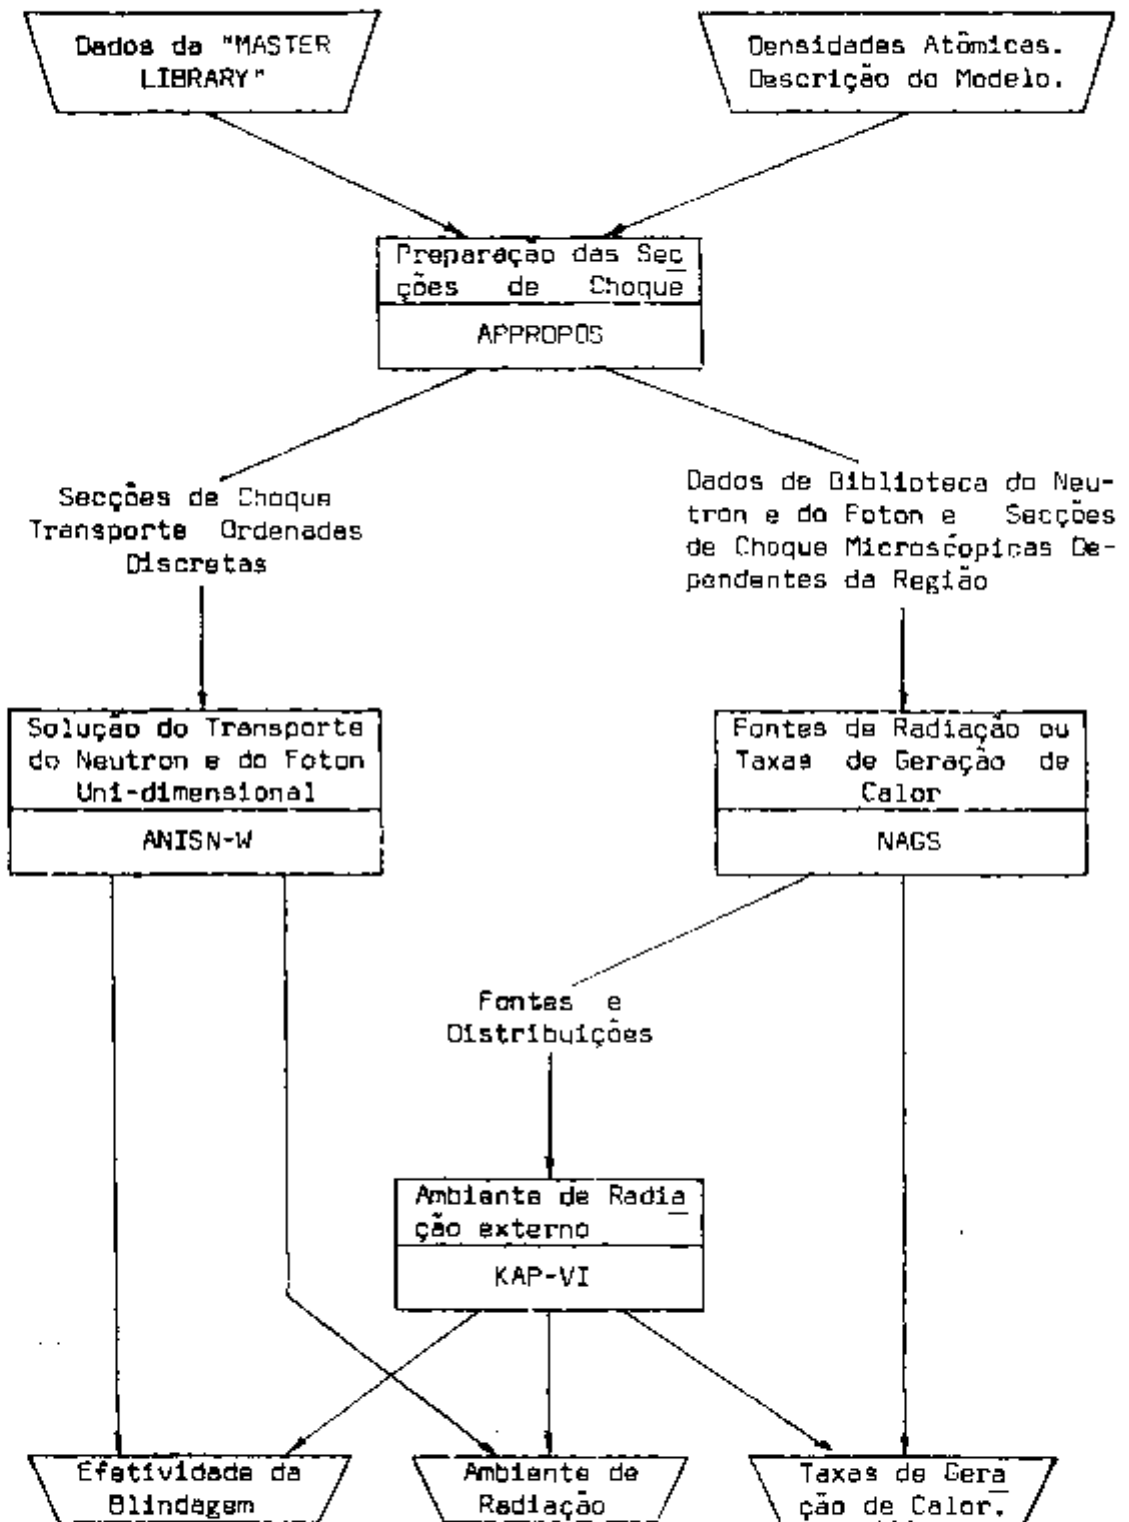 Dados da "MASTER
LIBRARY"
Densidades Atômicas.
Descrição do Modelo.
Preparação das Sec
ções de Choque
APPROPOS
Secções de Choque
Transporte Ordenadas
Discretas
Dados de Biblioteca do Neu-
tron e do Foton e Secções
de Choque Microscopicas De-
pendentes da Região
Solução do Transporte
do Neutron e do Foton
Uni-dimensional
ANISN-W
Fontes de Radiação ou
Taxas de Geração de
Calor
NAGS
Fontes e
Distribuições
Ambiente de Radia
ção externo
KAP-VI
Efetividade da
Blindagem
Ambiente de
Radiação
Taxas de Gera
ção de Calor.